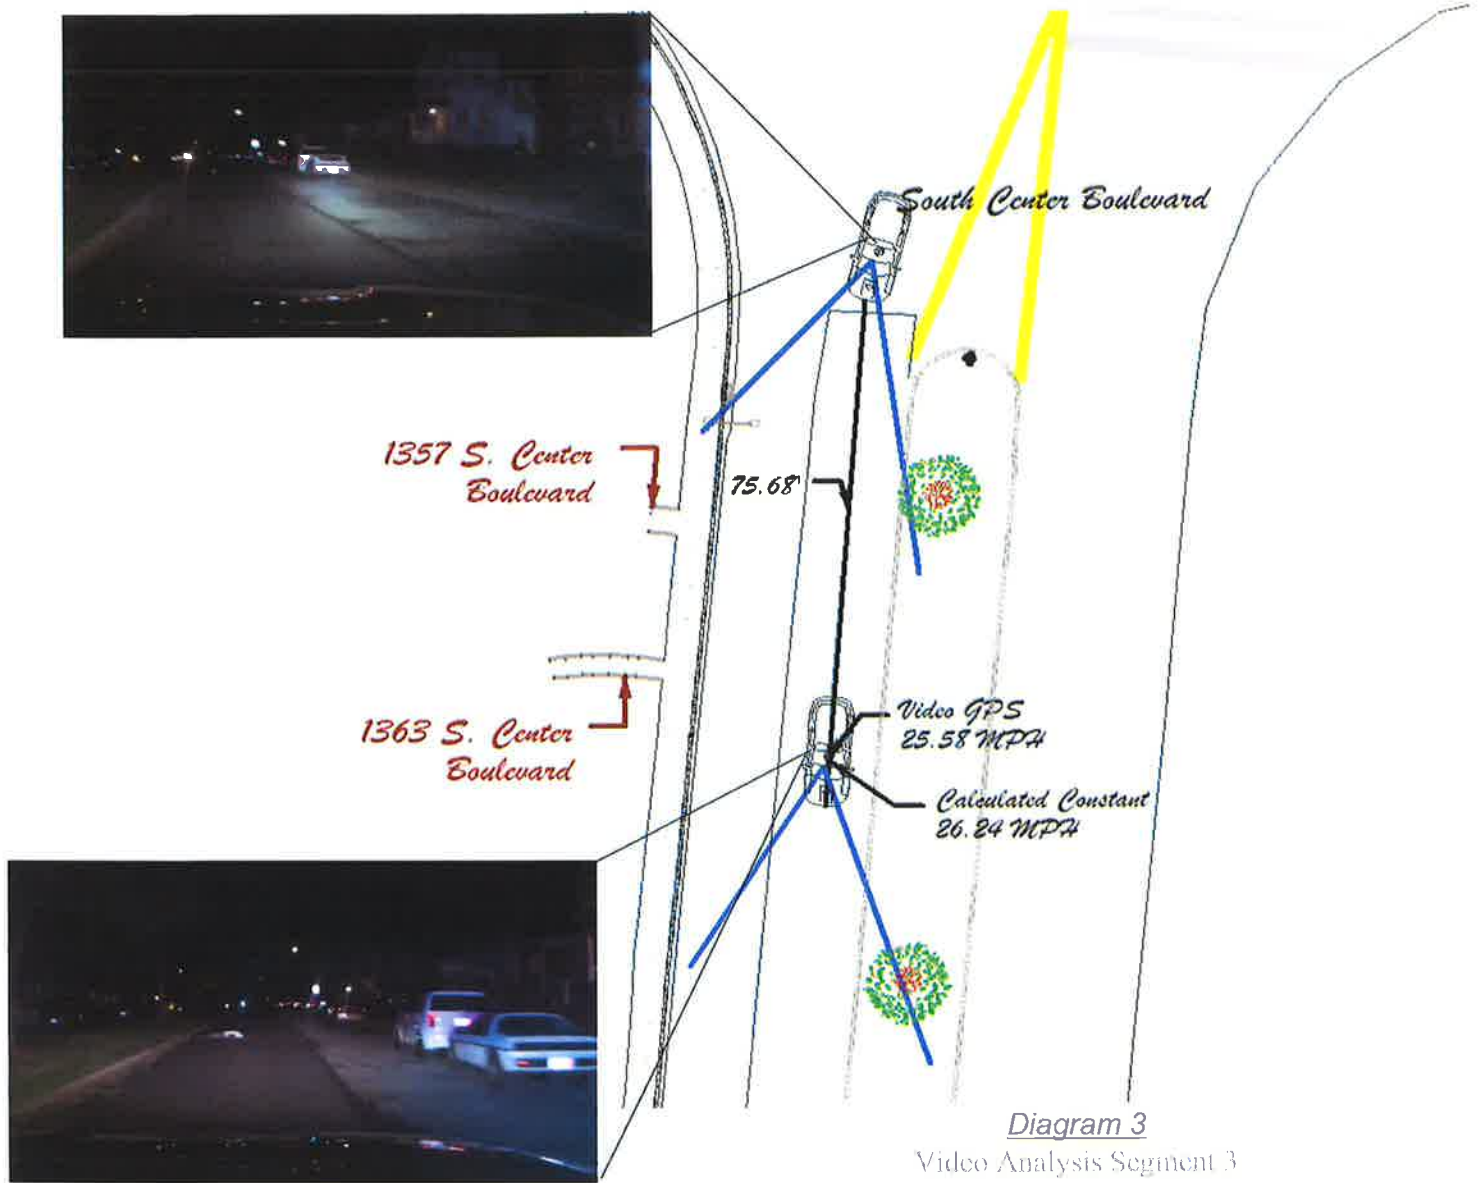 South Center Boulevard
1357 S. Center
Boulevard
75.68'
1363 S. Center
Boulevard
Video GPS
25.58 MPH
Calculated Constant
26.24 MPH
Diagram 3
Video Analysis Segment 3